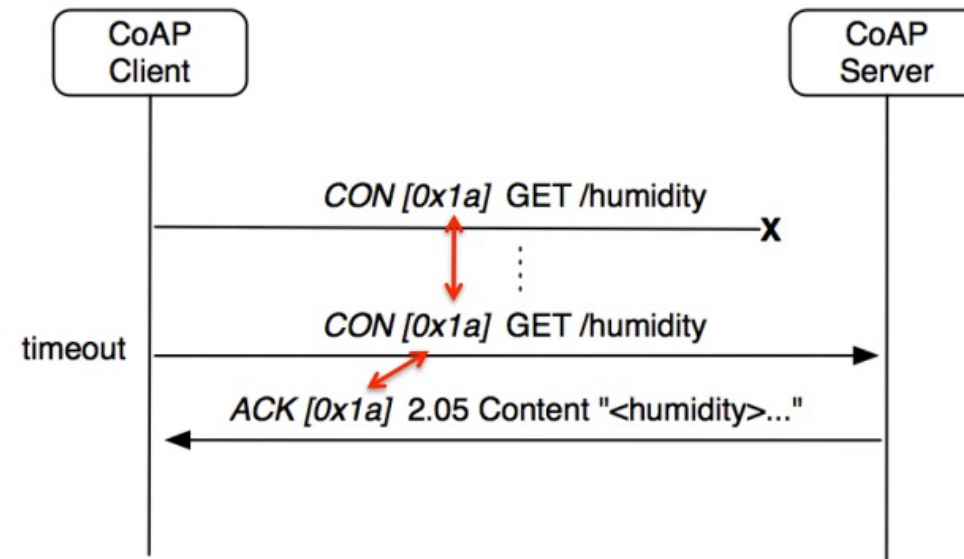 CoAP
Client
CoAP
Server
CON [0x1a] GET /humidity
X
CON [0x1a] GET /humidity
timeout
ACK [0x1a] 2.05 Content "<humidity>..."